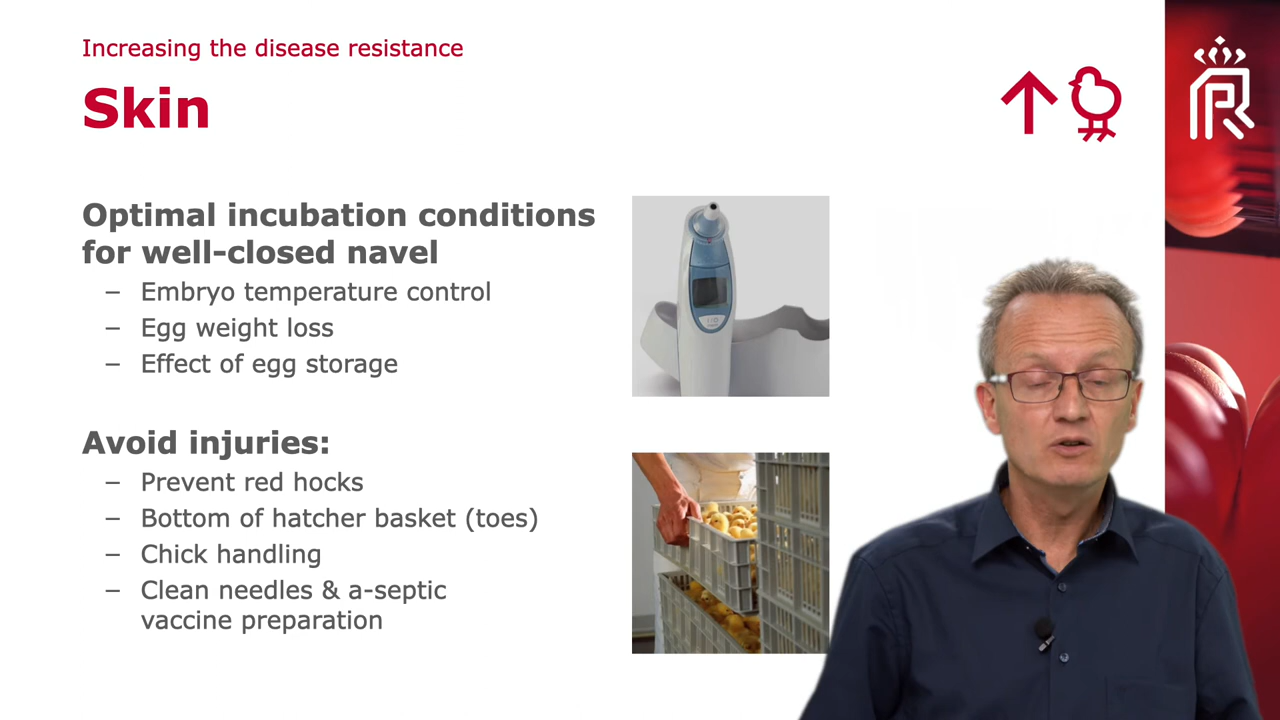 Increasing the disease resistance
Skin
Optimal incubation conditions
for well-closed navel
– Embryo temperature control
– Egg weight loss
– Effect of egg storage
Avoid injuries:
– Prevent red hocks
– Bottom of hatcher basket (toes)
– Chick handling
– Clean needles & a-septic
vaccine preparation